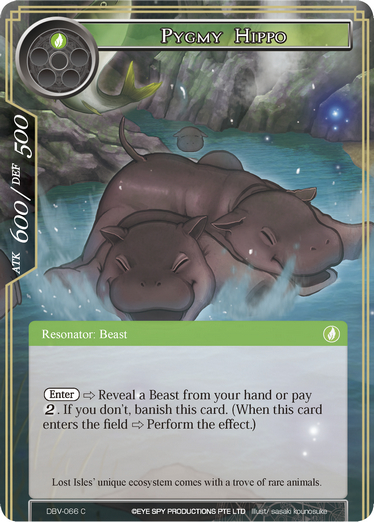 Pygmy Hippo
ATK 600/DEF 500
Resonator: Beast
Enter ⇨ Reveal a Beast from your hand or pay
2. If you don't, banish this card. (When this card
enters the field ⇨ Perform the effect.)
Lost Isles' unique ecosystem comes with a trove of rare animals.
DBV-066 C ©EYE SPY PRODUCTIONS PTE LTD Illust/ sasaki kounosuke